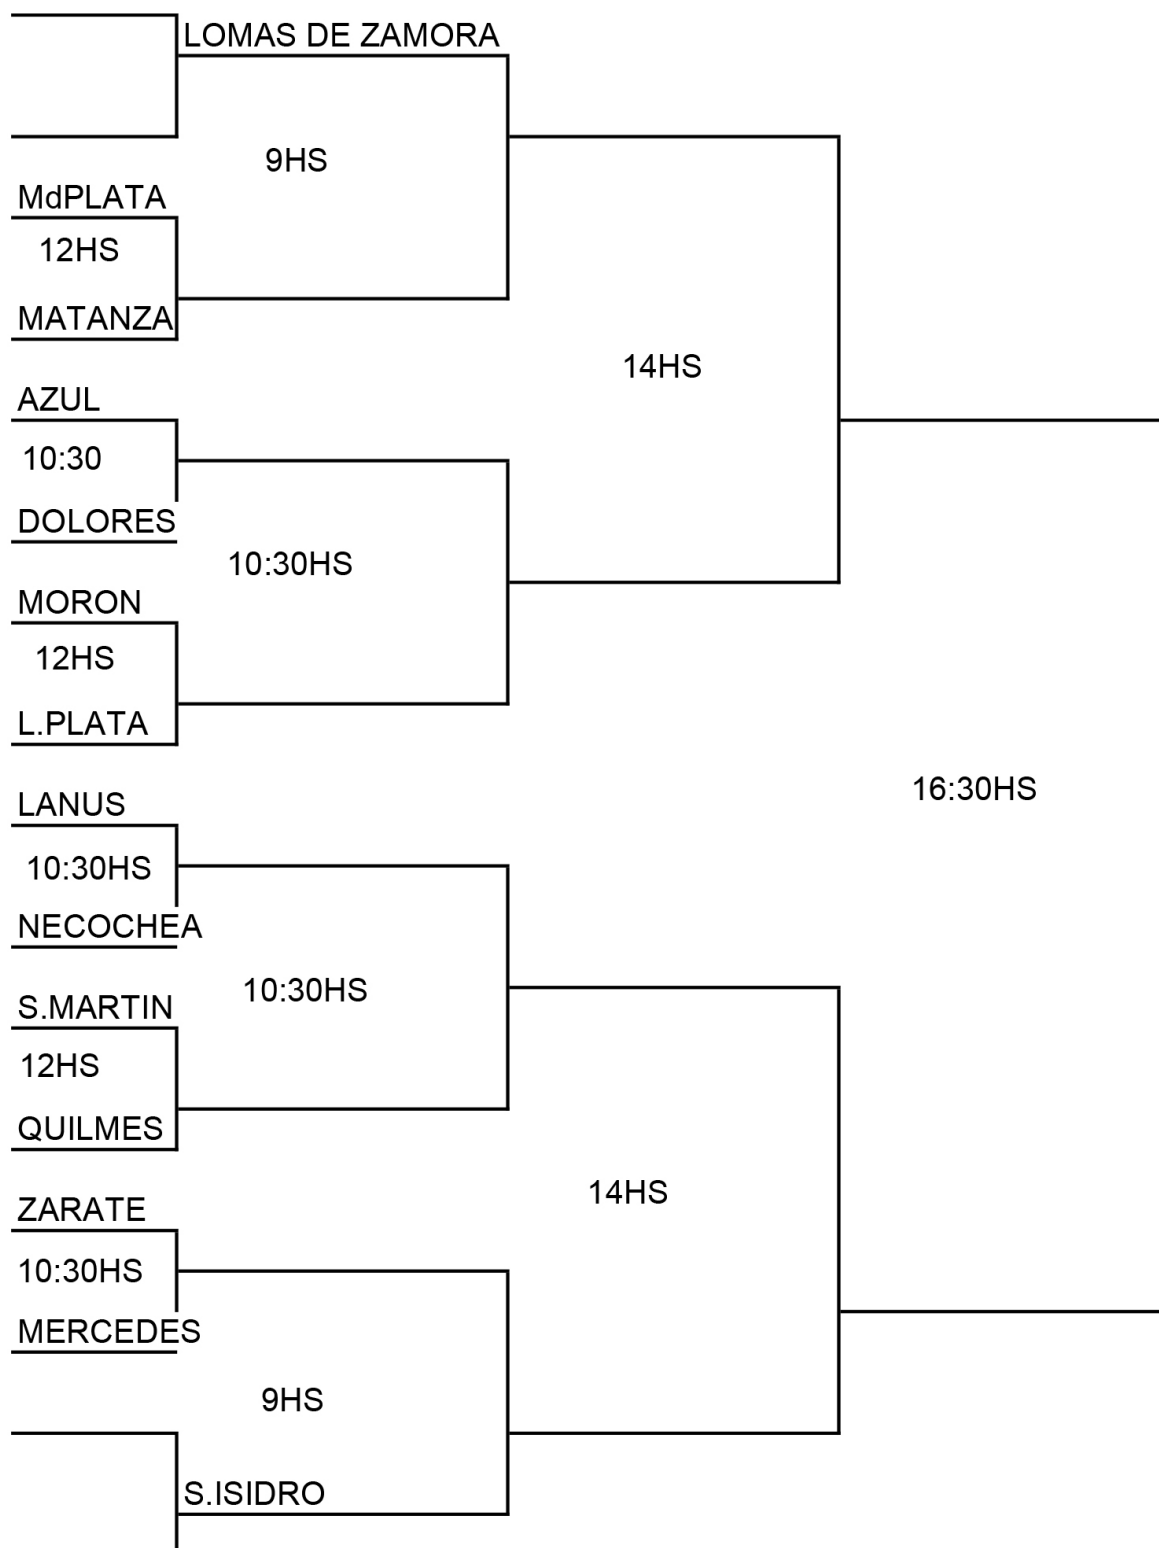 LOMAS DE ZAMORA
9HS
MdPLATA
12HS
MATANZA
14HS
AZUL
10:30
DOLORES
10:30HS
MORON
12HS
L.PLATA
16:30HS
LANUS
10:30HS
NECOCHEA
10:30HS
S.MARTIN
12HS
QUILMES
14HS
ZARATE
10:30HS
MERCEDES
9HS
S.ISIDRO